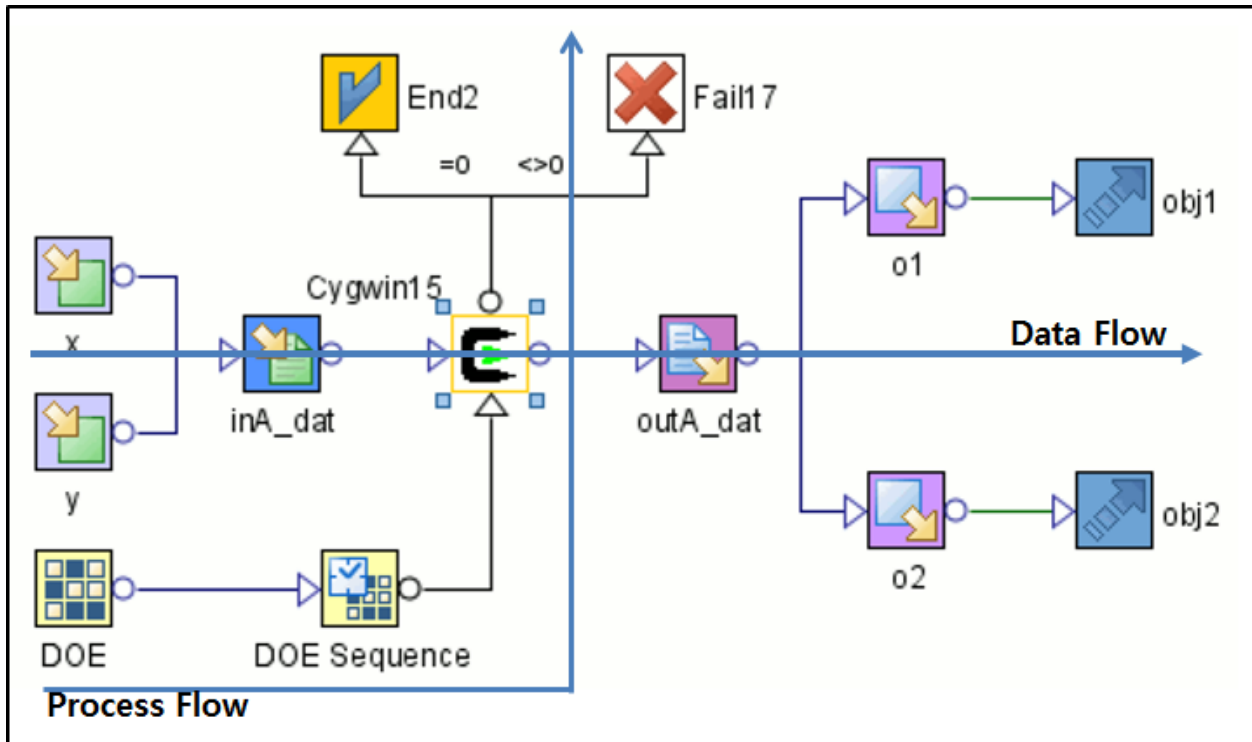 End2
Fail17
=0
<>0
obj1
o1
Cygwin15
x
Data Flow
inA_dat
outA_dat
y
obj2
o2
DOE
DOE Sequence
Process Flow